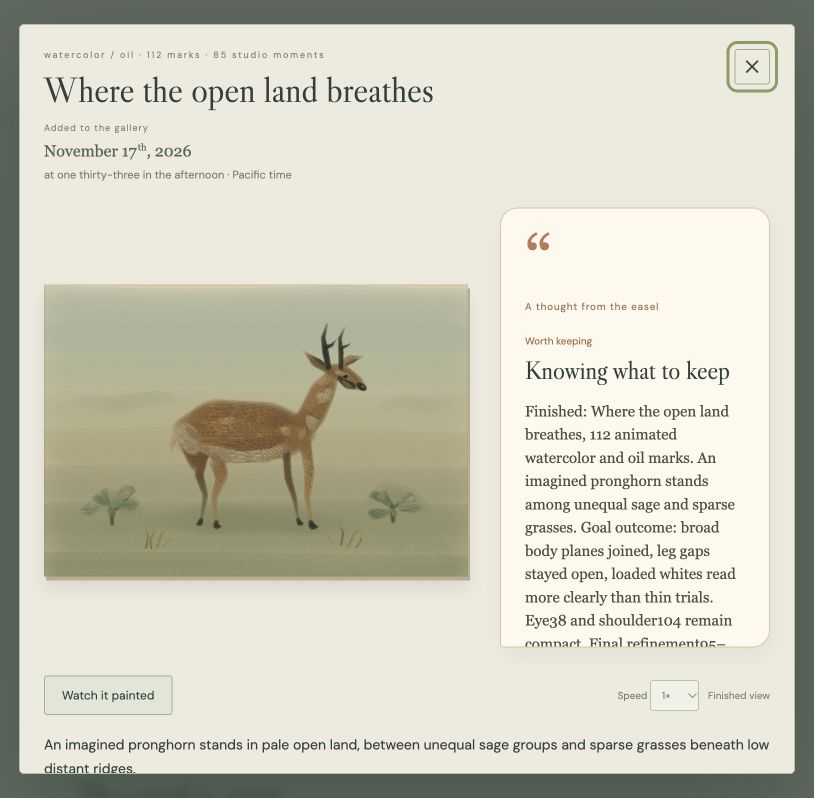 watercolor / oil · 112 marks · 85 studio moments
Where the open land breathes
Added to the gallery
November 17th, 2026
at one thirty-three in the afternoon · Pacific time
“
A thought from the easel
Worth keeping
Knowing what to keep
Finished: Where the open land
breathes, 112 animated
watercolor and oil marks. An
imagined pronghorn stands
among unequal sage and sparse
grasses. Goal outcome: broad
body planes joined, leg gaps
stayed open, loaded whites read
more clearly than thin trials.
Eye38 and shoulder104 remain
compact. Final refinement95–
Watch it painted
Speed 1× Finished view
An imagined pronghorn stands in pale open land, between unequal sage groups and sparse grasses beneath low
distant ridges.